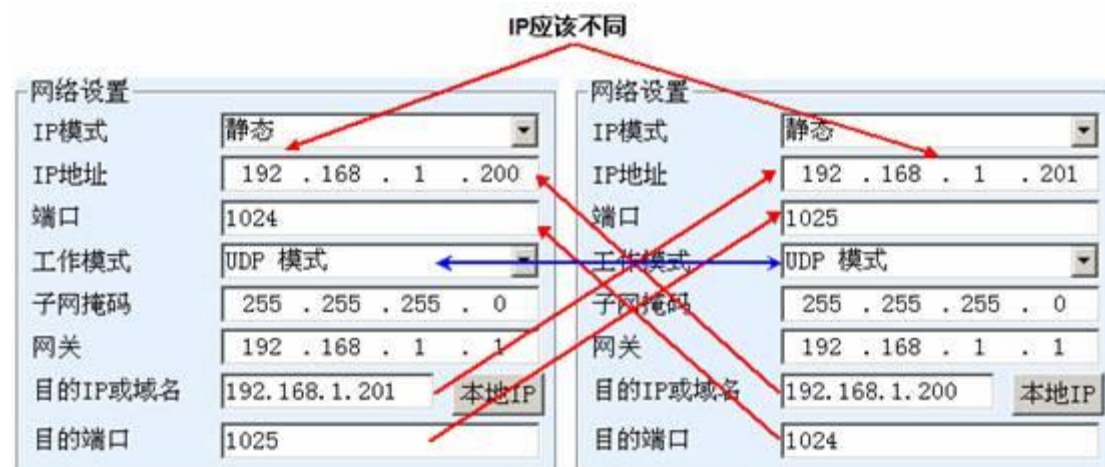 IP应该不同
网络设置
IP模式 静态
IP地址 192 . 168 . 1 . 200
端口 1024
工作模式 UDP 模式
子网掩码 255 . 255 . 255 . 0
网关 192 . 168 . 1 . 1
目的IP或域名 192.168.1.201 本地IP
目的端口 1025
网络设置
IP模式 静态
IP地址 192 . 168 . 1 . 201
端口 1025
工作模式 UDP 模式
子网掩码 255 . 255 . 255 . 0
网关 192 . 168 . 1 . 1
目的IP或域名 192.168.1.200 本地IP
目的端口 1024